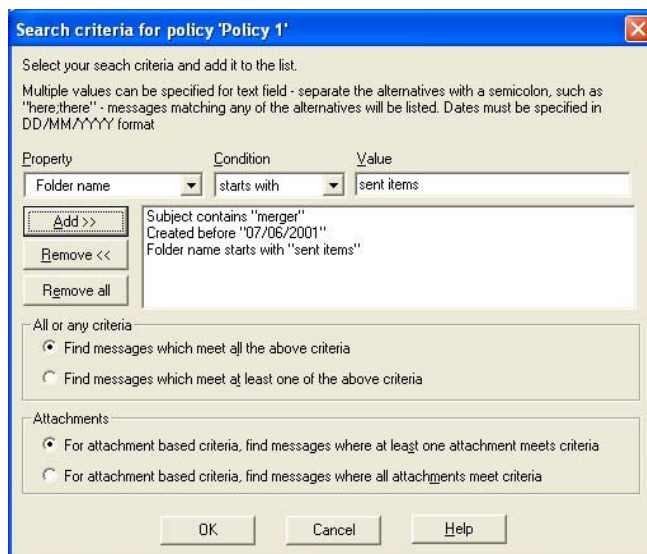 Search criteria for policy 'Policy 1'
Select your seach criteria and add it to the list.
Multiple values can be specified for text field - separate the alternatives with a semicolon, such as
"here;there" - messages matching any of the alternatives will be listed. Dates must be specified in
DD/MM/YYYY format
Property Condition Value
Folder name starts with sent items
Add >>
Remove <<
Remove all
Subject contains "merger"
Created before "07/06/2001"
Folder name starts with "sent items"
All or any criteria
Find messages which meet all the above criteria
Find messages which meet at least one of the above criteria
Attachments
For attachment based criteria, find messages where at least one attachment meets criteria
For attachment based criteria, find messages where all attachments meet criteria
OK Cancel Help